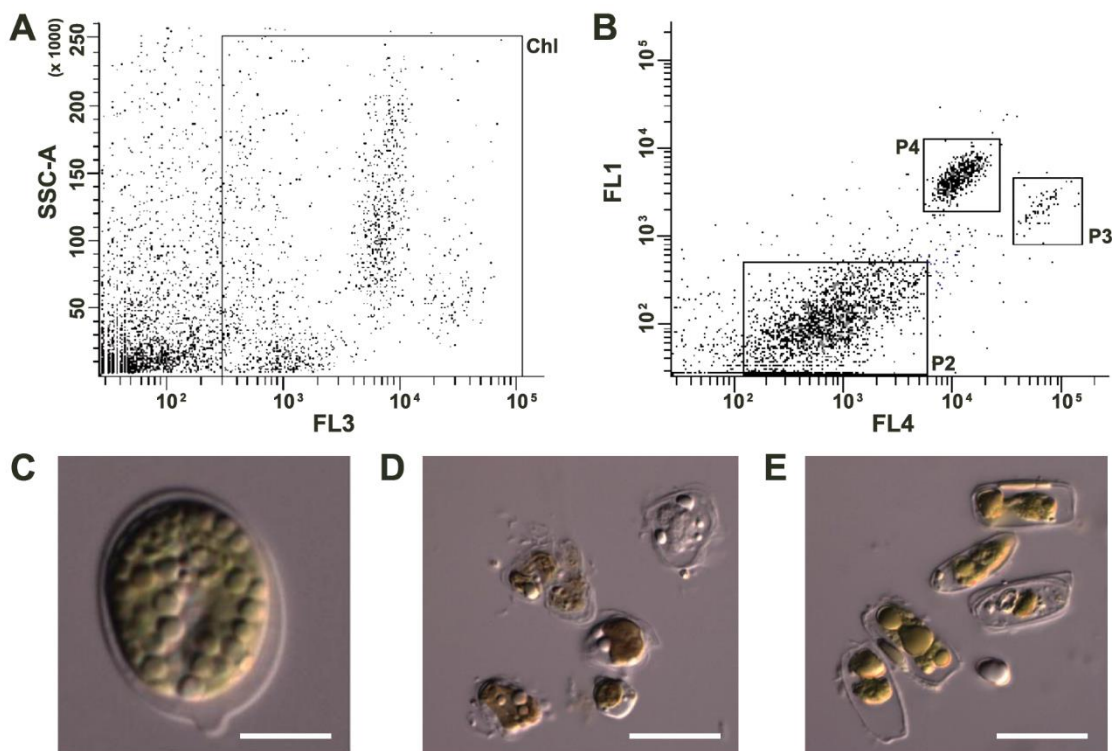 A
(x 1000)
250
200
150
100
50
SSC-A
Chl
10²
10³
10⁴
10⁵
FL3
B
10⁵
10⁴
10³
10²
FL1
P4
P3
P2
10²
10³
10⁴
10⁵
FL4
C
D
E